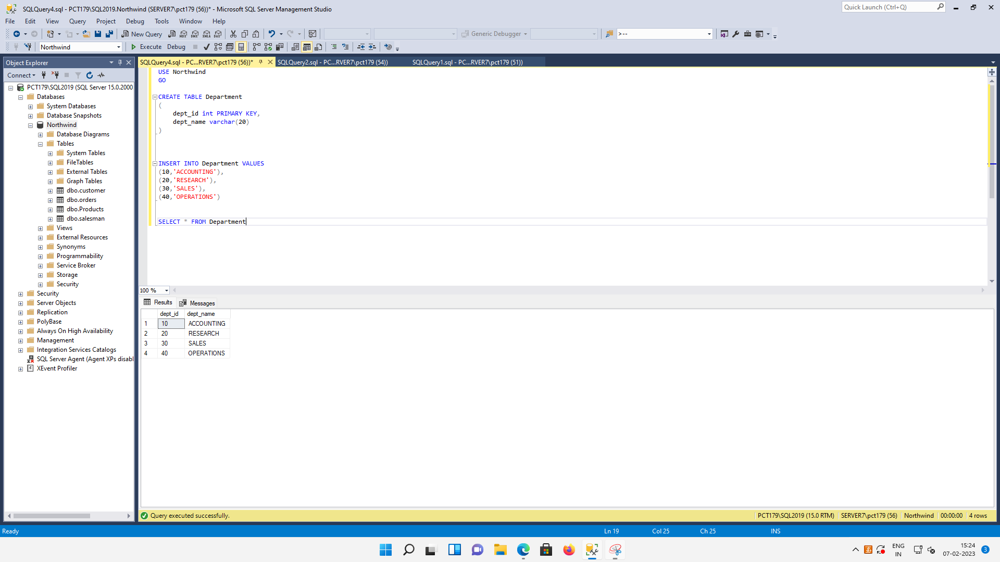 SQLQuery4.sql - PCT179\SQL2019.Northwind (SERVER7\pct179 (56))* - Microsoft SQL Server Management Studio
Quick Launch (Ctrl+Q)
File Edit View Query Project Debug Tools Window Help
New Query
MDX DMX XMLA DAX
Generic Debugger
>--
Northwind
Execute Debug
Object Explorer
SQLQuery4.sql - PC...RVER7\pct179 (56))* SQLQuery2.sql - PC...RVER7\pct179 (54)) SQLQuery1.sql - PC...RVER7\pct179 (51))
Connect
PCT179\SQL2019 (SQL Server 15.0.2000
Databases
System Databases
Database Snapshots
Northwind
Database Diagrams
Tables
System Tables
FileTables
External Tables
Graph Tables
dbo.customer
dbo.orders
dbo.Products
dbo.salesman
Views
External Resources
Synonyms
Programmability
Service Broker
Storage
Security
Security
Server Objects
Replication
PolyBase
Always On High Availability
Management
Integration Services Catalogs
SQL Server Agent (Agent XPs disabl
XEvent Profiler
USE Northwind
GO
CREATE TABLE Department
(
dept_id int PRIMARY KEY,
dept_name varchar(20)
)
INSERT INTO Department VALUES
(10,'ACCOUNTING'),
(20,'RESEARCH'),
(30,'SALES'),
(40,'OPERATIONS')
SELECT * FROM Department
100 %
Results Messages
dept_id dept_name
1 10 ACCOUNTING
2 20 RESEARCH
3 30 SALES
4 40 OPERATIONS
Query executed successfully.
PCT179\SQL2019 (15.0 RTM) SERVER7\pct179 (56) Northwind 00:00:00 4 rows
Ready
Ln 19 Col 25 Ch 25 INS
ENG
IN
15:24
07-02-2023
3